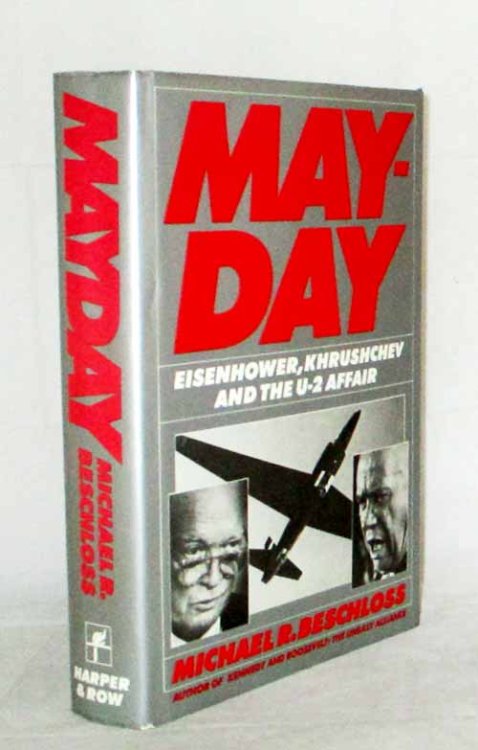 MAYDAY
MICHAEL R.
BESCHLOSS
HARPER
& ROW
MAY-
DAY
EISENHOWER, KHRUSHCHEV
AND THE U-2 AFFAIR
MICHAEL R. BESCHLOSS
AUTHOR OF KENNEDY AND ROOSEVELT: THE UNEASY ALLIANCE